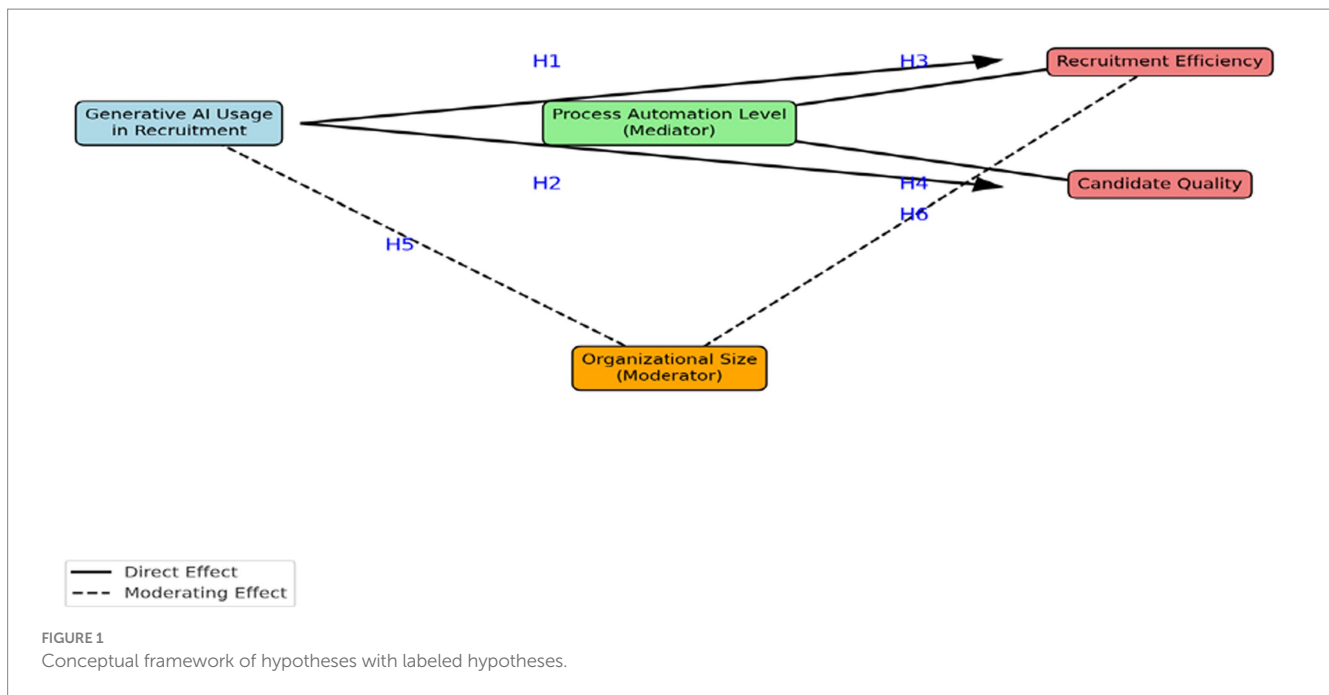 H1
H3
Recruitment Efficiency
Generative AI Usage
in Recruitment
Process Automation Level
(Mediator)
H2
H4
Candidate Quality
H6
H5
Organizational Size
(Moderator)
Direct Effect
Moderating Effect
FIGURE 1
Conceptual framework of hypotheses with labeled hypotheses.